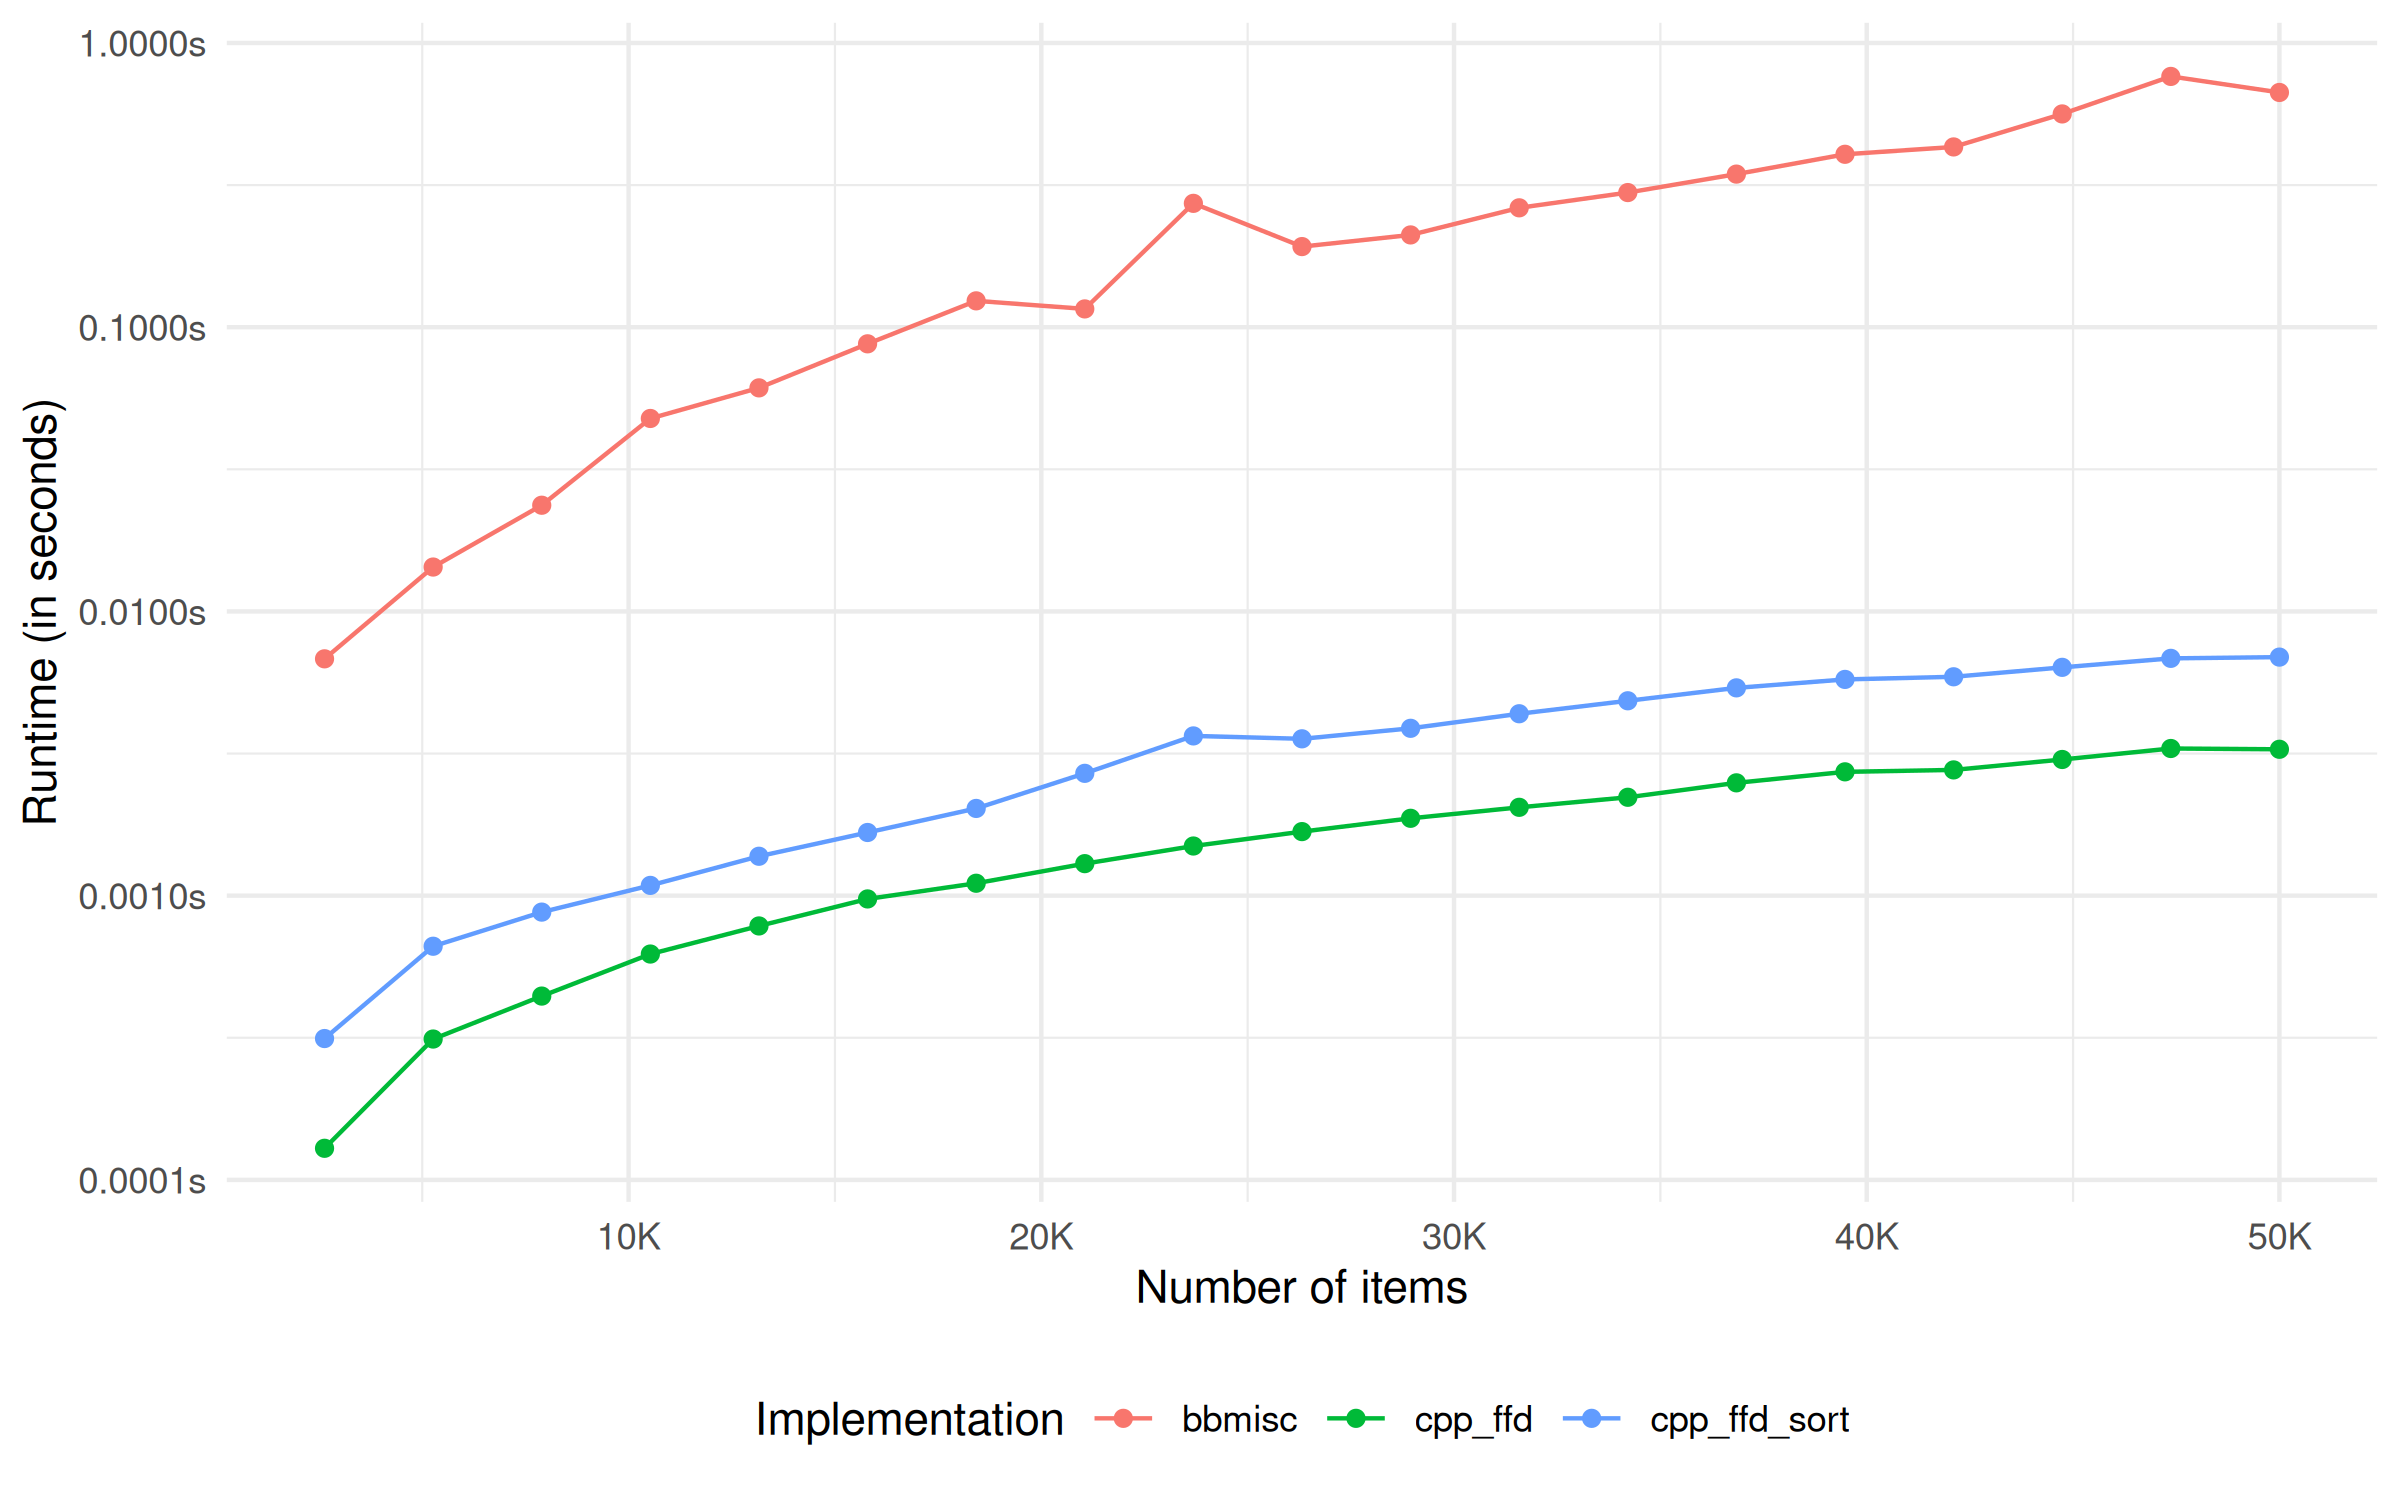 1.0000s
0.1000s
0.0100s
0.0010s
0.0001s
Runtime (in seconds)
10K 20K 30K 40K 50K
Number of items
Implementation bbmisc cpp_ffd cpp_ffd_sort